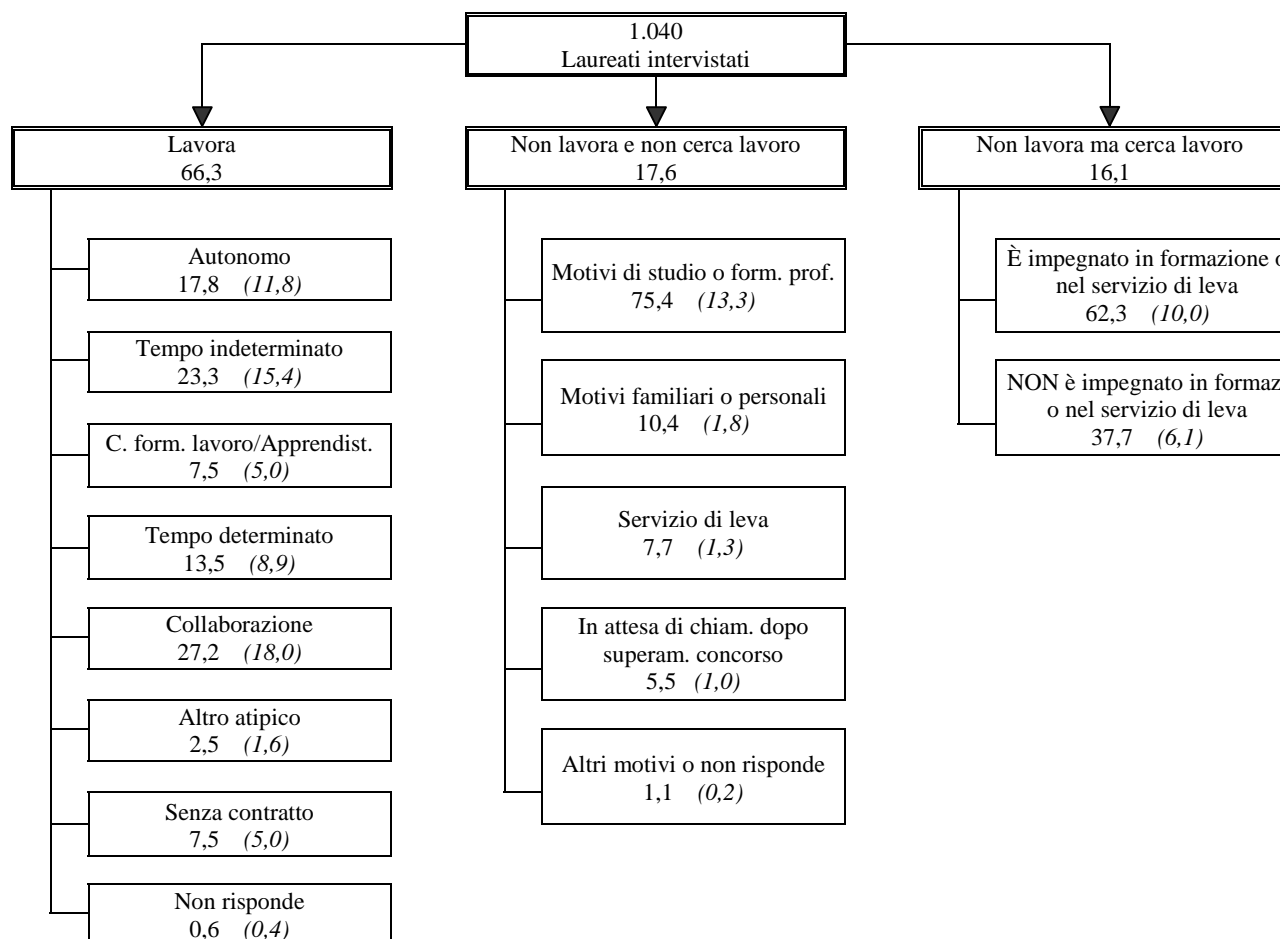 1.040
Laureati intervistati
Lavora
66,3
Autonomo
17,8 (11,8)
Tempo indeterminato
23,3 (15,4)
C. form. lavoro/Apprendist.
7,5 (5,0)
Tempo determinato
13,5 (8,9)
Collaborazione
27,2 (18,0)
Altro atipico
2,5 (1,6)
Senza contratto
7,5 (5,0)
Non risponde
0,6 (0,4)
Non lavora e non cerca lavoro
17,6
Motivi di studio o form. prof.
75,4 (13,3)
Motivi familiari o personali
10,4 (1,8)
Servizio di leva
7,7 (1,3)
In attesa di chiam. dopo
superam. concorso
5,5 (1,0)
Altri motivi o non risponde
1,1 (0,2)
Non lavora ma cerca lavoro
16,1
È impegnato in formazione o
nel servizio di leva
62,3 (10,0)
NON è impegnato in formaz
o nel servizio di leva
37,7 (6,1)